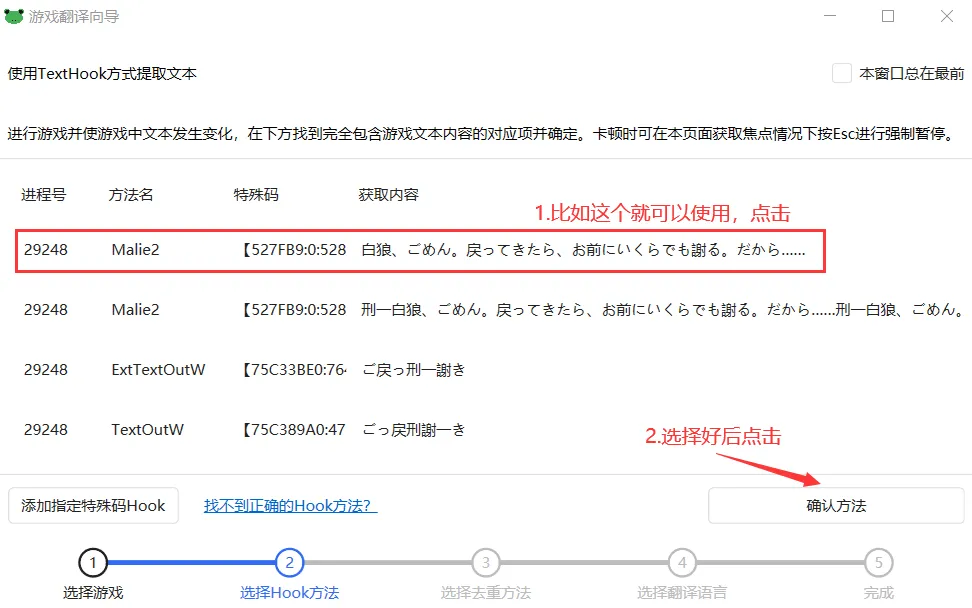 游戏翻译向导
使用TextHook方式提取文本 本窗口总在最前
进行游戏并使游戏中文本发生变化，在下方找到完全包含游戏文本内容的对应项并确定。卡顿时可在本页面获取焦点情况下按Esc进行强制暂停。
进程号 方法名 特殊码 获取内容
1.比如这个就可以使用，点击
29248 Malie2 【527FB9:0:528 白狼、ごめん。戻ってきたら、お前にいくらでも謝る。だから……
29248 Malie2 【527FB9:0:528 刑一白狼、ごめん。戻ってきたら、お前にいくらでも謝る。だから……刑一白狼、ごめん。
29248 ExtTextOutW 【75C33BE0:76 ご戻っ刑一謝き
29248 TextOutW 【75C389A0:47 ごっ戻刑謝一き
2.选择好后点击
添加指定特殊码Hook 找不到正确的Hook方法？ 确认方法
1 2 3 4 5
选择游戏 选择Hook方法 选择去重方法 选择翻译语言 完成